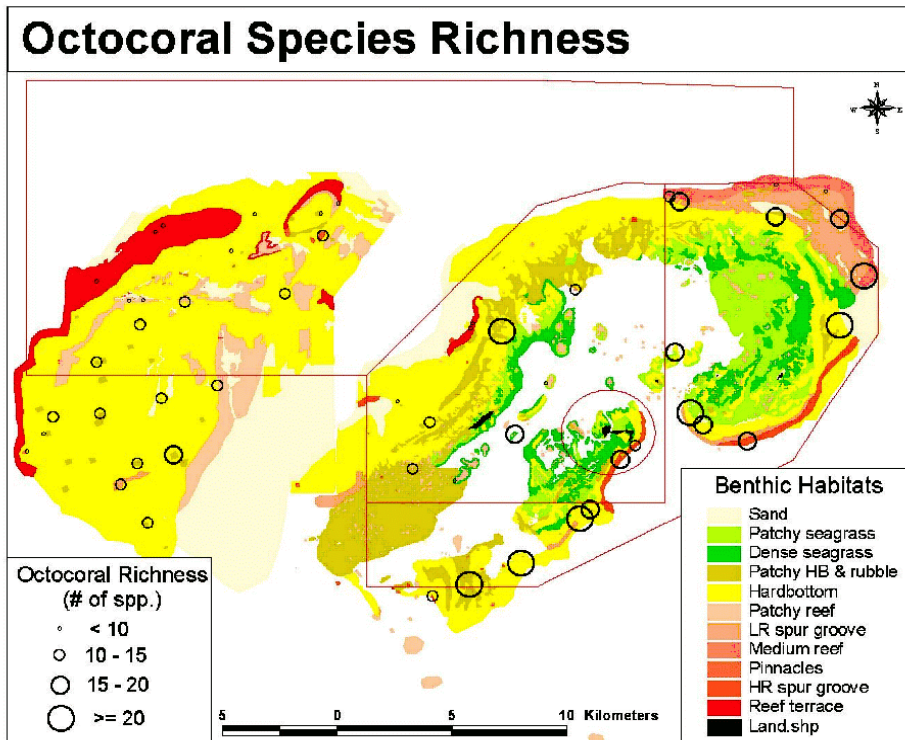 Octocoral Species Richness
N
W E
S
Octocoral Richness
(# of spp.)
< 10
10 - 15
15 - 20
>= 20
5 0 5 10 Kilometers
Benthic Habitats
Sand
Patchy seagrass
Dense seagrass
Patchy HB & rubble
Hardbottom
Patchy reef
LR spur groove
Medium reef
Pinnacles
HR spur groove
Reef terrace
Land.shp